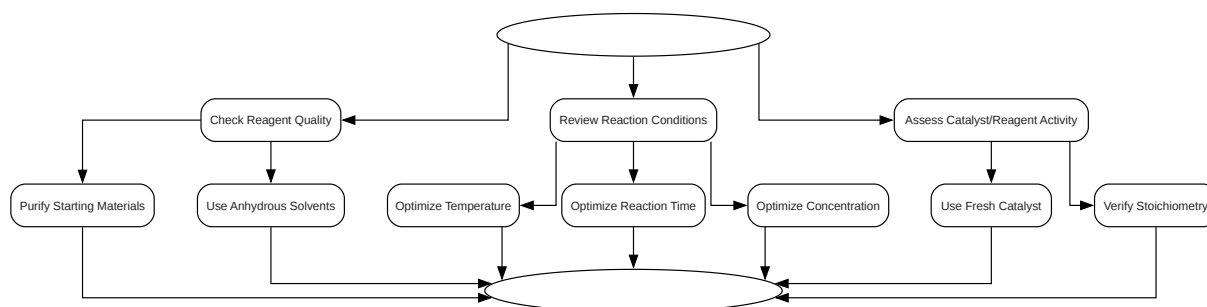 Check Reagent Quality
Review Reaction Conditions
Assess Catalyst/Reagent Activity
Purify Starting Materials
Use Anhydrous Solvents
Optimize Temperature
Optimize Reaction Time
Optimize Concentration
Use Fresh Catalyst
Verify Stoichiometry